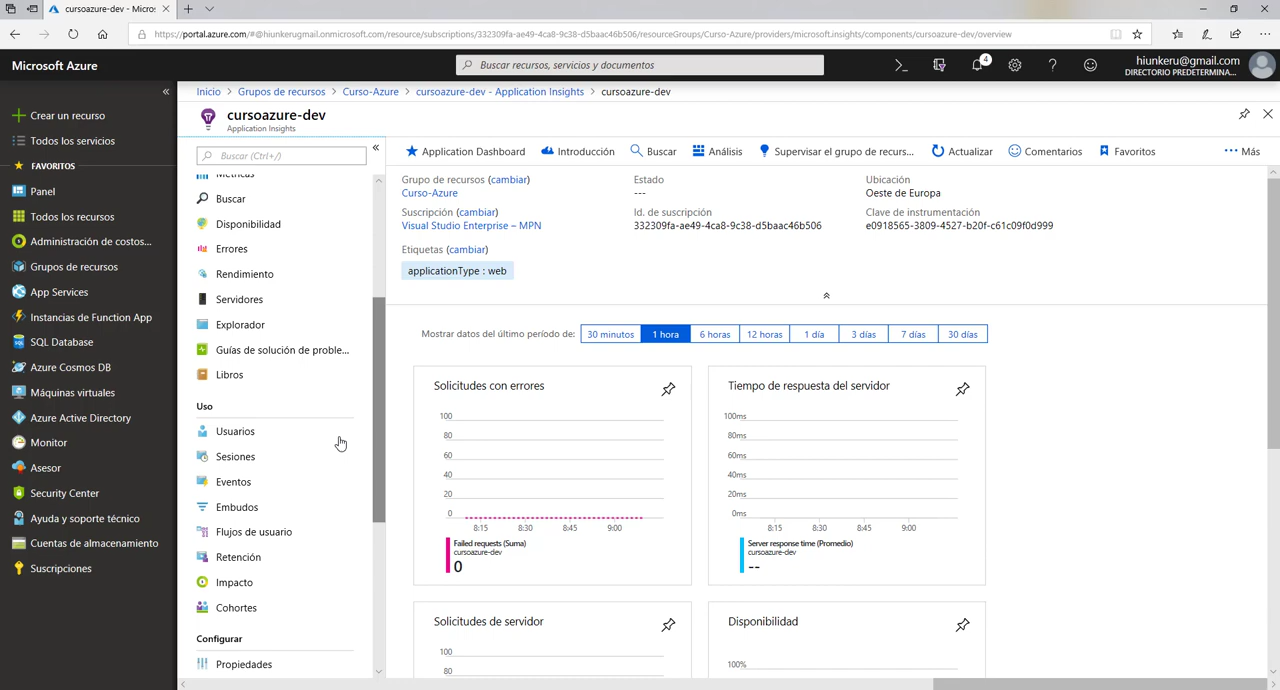 cursoazure-dev - Micros
https://portal.azure.com/#@hiunkerugmail.onmicrosoft.com/resource/subscriptions/332309fa-ae49-4ca8-9c38-d5baac46b506/resourceGroups/Curso-Azure/providers/microsoft.insights/components/cursoazure-dev/overview
Microsoft Azure
Buscar recursos, servicios y documentos
4
hiunkeru@gmail.com
DIRECTORIO PREDETERMINA...
Crear un recurso
Todos los servicios
FAVORITOS
Panel
Todos los recursos
Administración de costos...
Grupos de recursos
App Services
Instancias de Function App
SQL Database
Azure Cosmos DB
Máquinas virtuales
Azure Active Directory
Monitor
Asesor
Security Center
Ayuda y soporte técnico
Cuentas de almacenamiento
Suscripciones
Inicio
Grupos de recursos
Curso-Azure
cursoazure-dev - Application Insights
cursoazure-dev
cursoazure-dev
Application Insights
Buscar (Ctrl+/)
Métricas
Buscar
Disponibilidad
Errores
Rendimiento
Servidores
Explorador
Guías de solución de proble...
Libros
Uso
Usuarios
Sesiones
Eventos
Embudos
Flujos de usuario
Retención
Impacto
Cohortes
Configurar
Propiedades
Application Dashboard
Introducción
Buscar
Análisis
Supervisar el grupo de recurs...
Actualizar
Comentarios
Favoritos
Más
Grupo de recursos (cambiar)
Curso-Azure
Suscripción (cambiar)
Visual Studio Enterprise – MPN
Etiquetas (cambiar)
applicationType : web
Estado
---
Id. de suscripción
332309fa-ae49-4ca8-9c38-d5baac46b506
Ubicación
Oeste de Europa
Clave de instrumentación
e0918565-3809-4527-b20f-c61c09f0d999
Mostrar datos del último período de:
30 minutos
1 hora
6 horas
12 horas
1 día
3 días
7 días
30 días
Solicitudes con errores
100
80
60
40
20
0
8:15 8:30 8:45 9:00
Failed requests (Suma)
cursoazure-dev
0
Tiempo de respuesta del servidor
100ms
80ms
60ms
40ms
20ms
0ms
8:15 8:30 8:45 9:00
Server response time (Promedio)
cursoazure-dev
--
Solicitudes de servidor
100
80
Disponibilidad
100%